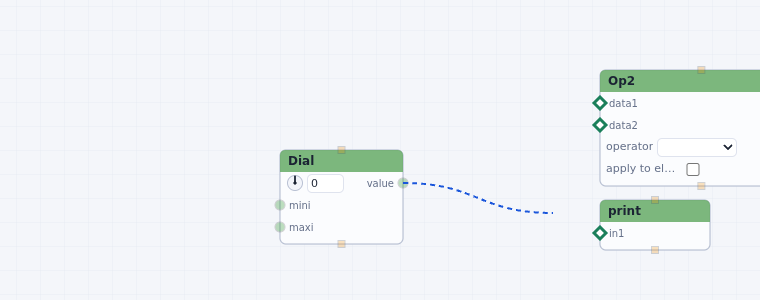 Op2
data1
data2
operator
apply to el...
Dial
0 value
mini
maxi
print
in1